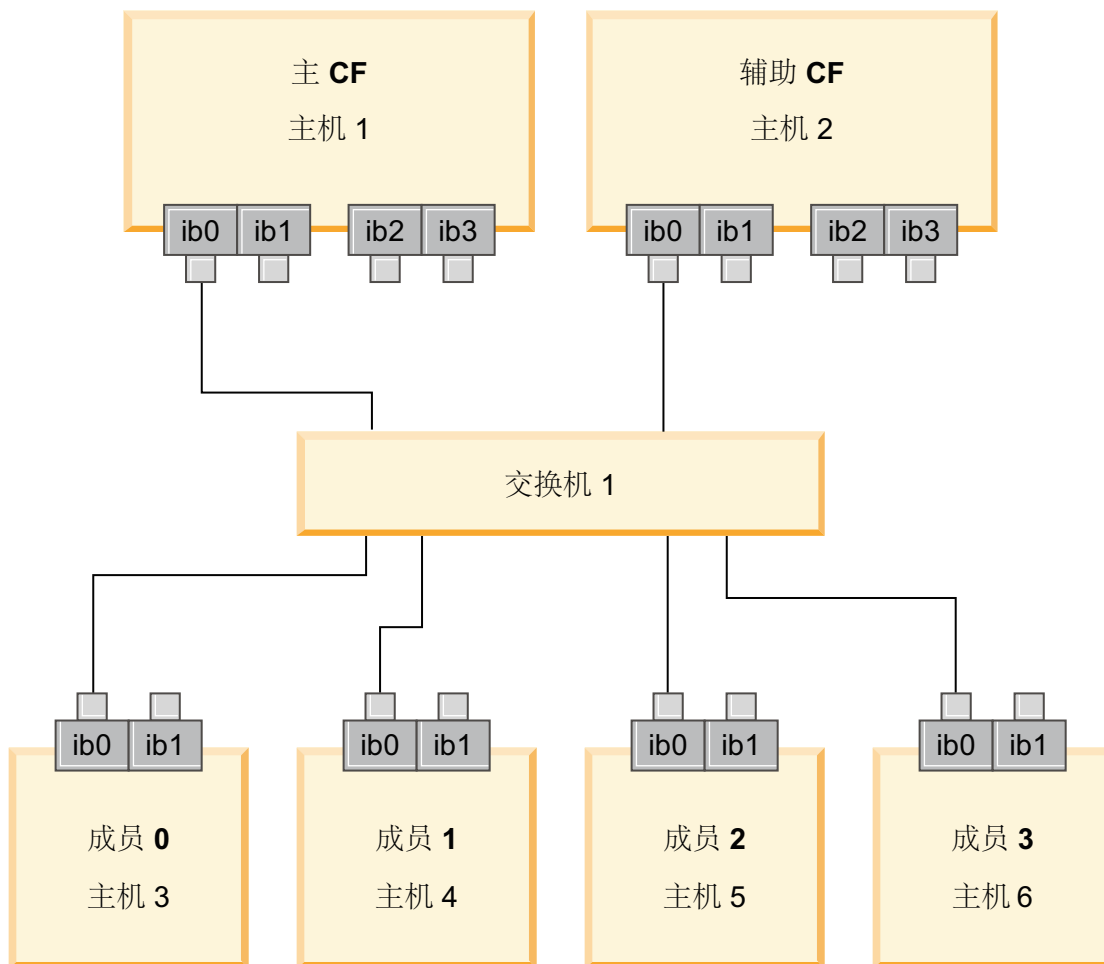 主 CF
主机 1
辅助 CF
主机 2
ib0 ib1 ib2 ib3
ib0 ib1 ib2 ib3
交换机 1
ib0 ib1
ib0 ib1
ib0 ib1
ib0 ib1
成员 0
主机 3
成员 1
主机 4
成员 2
主机 5
成员 3
主机 6